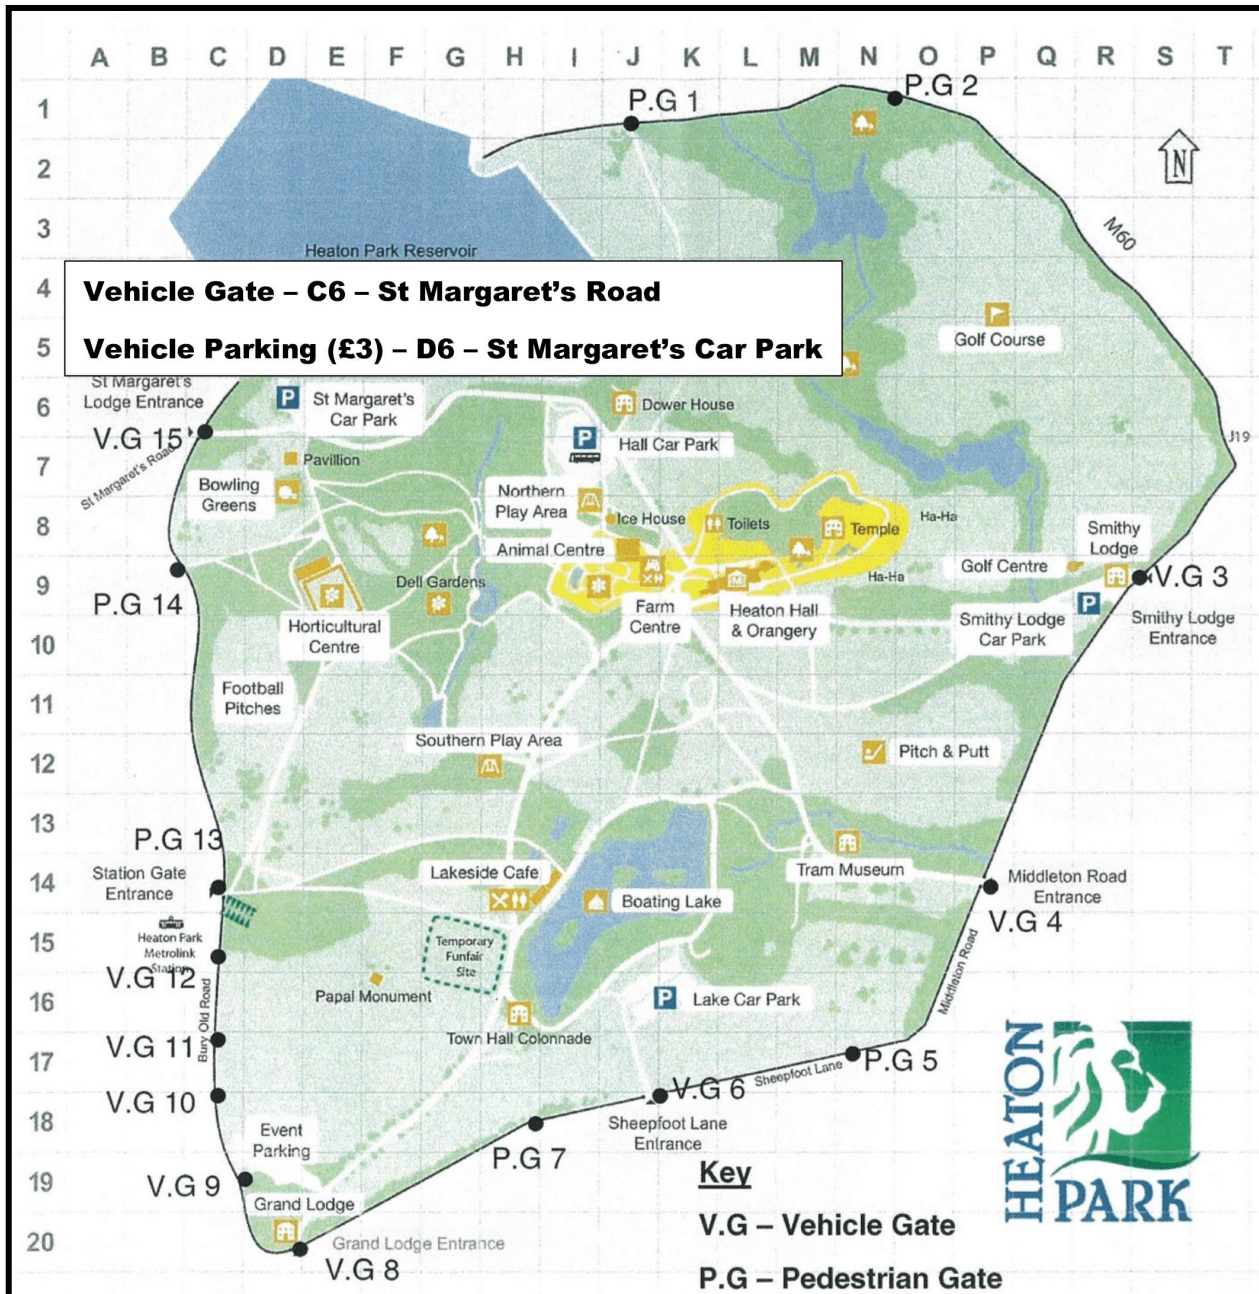 A B C D E F G H I J K L M N O P Q R S T
1
2
3
4
5
6
7
8
9
10
11
12
13
14
15
16
17
18
19
20
P.G 1
P.G 2
N
M60
Heaton Park Reservoir
Vehicle Gate – C6 – St Margaret's Road
Vehicle Parking (£3) – D6 – St Margaret's Car Park
Golf Course
St Margaret's
Lodge Entrance
P
St Margaret's
Car Park
Dower House
V.G 15
St Margaret's Road
P
Hall Car Park
J19
Pavillion
Bowling
Greens
Northern
Play Area
Ice House
Toilets
Temple
Ha-Ha
Smithy
Lodge
Animal Centre
Dell Gardens
Ha-Ha
Golf Centre
V.G 3
P.G 14
P
Horticultural
Centre
Farm
Centre
Heaton Hall
& Orangery
Smithy Lodge
Car Park
Smithy Lodge
Entrance
Football
Pitches
Southern Play Area
Pitch & Putt
P.G 13
Station Gate
Entrance
Lakeside Cafe
Tram Museum
Middleton Road
Entrance
Boating Lake
V.G 4
Heaton Park
Metrolink
Station
Temporary
Funfair
Site
V.G 12
Papal Monument
P
Lake Car Park
Middleton Road
Bury Old Road
Town Hall Colonnade
V.G 11
P.G 5
Sheepfoot Lane
V.G 6
V.G 10
Sheepfoot Lane
Entrance
Event
Parking
P.G 7
V.G 9
Grand Lodge
Grand Lodge Entrance
V.G 8
Key
V.G – Vehicle Gate
P.G – Pedestrian Gate
HEATON
PARK